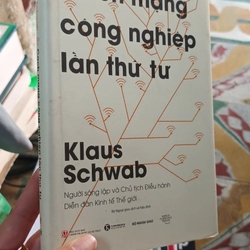 mạng
công nghiệp
lần thứ tư
Klaus
Schwab
Người sáng lập và Chủ tịch Điều hành
Diễn đàn Kinh tế Thế giới